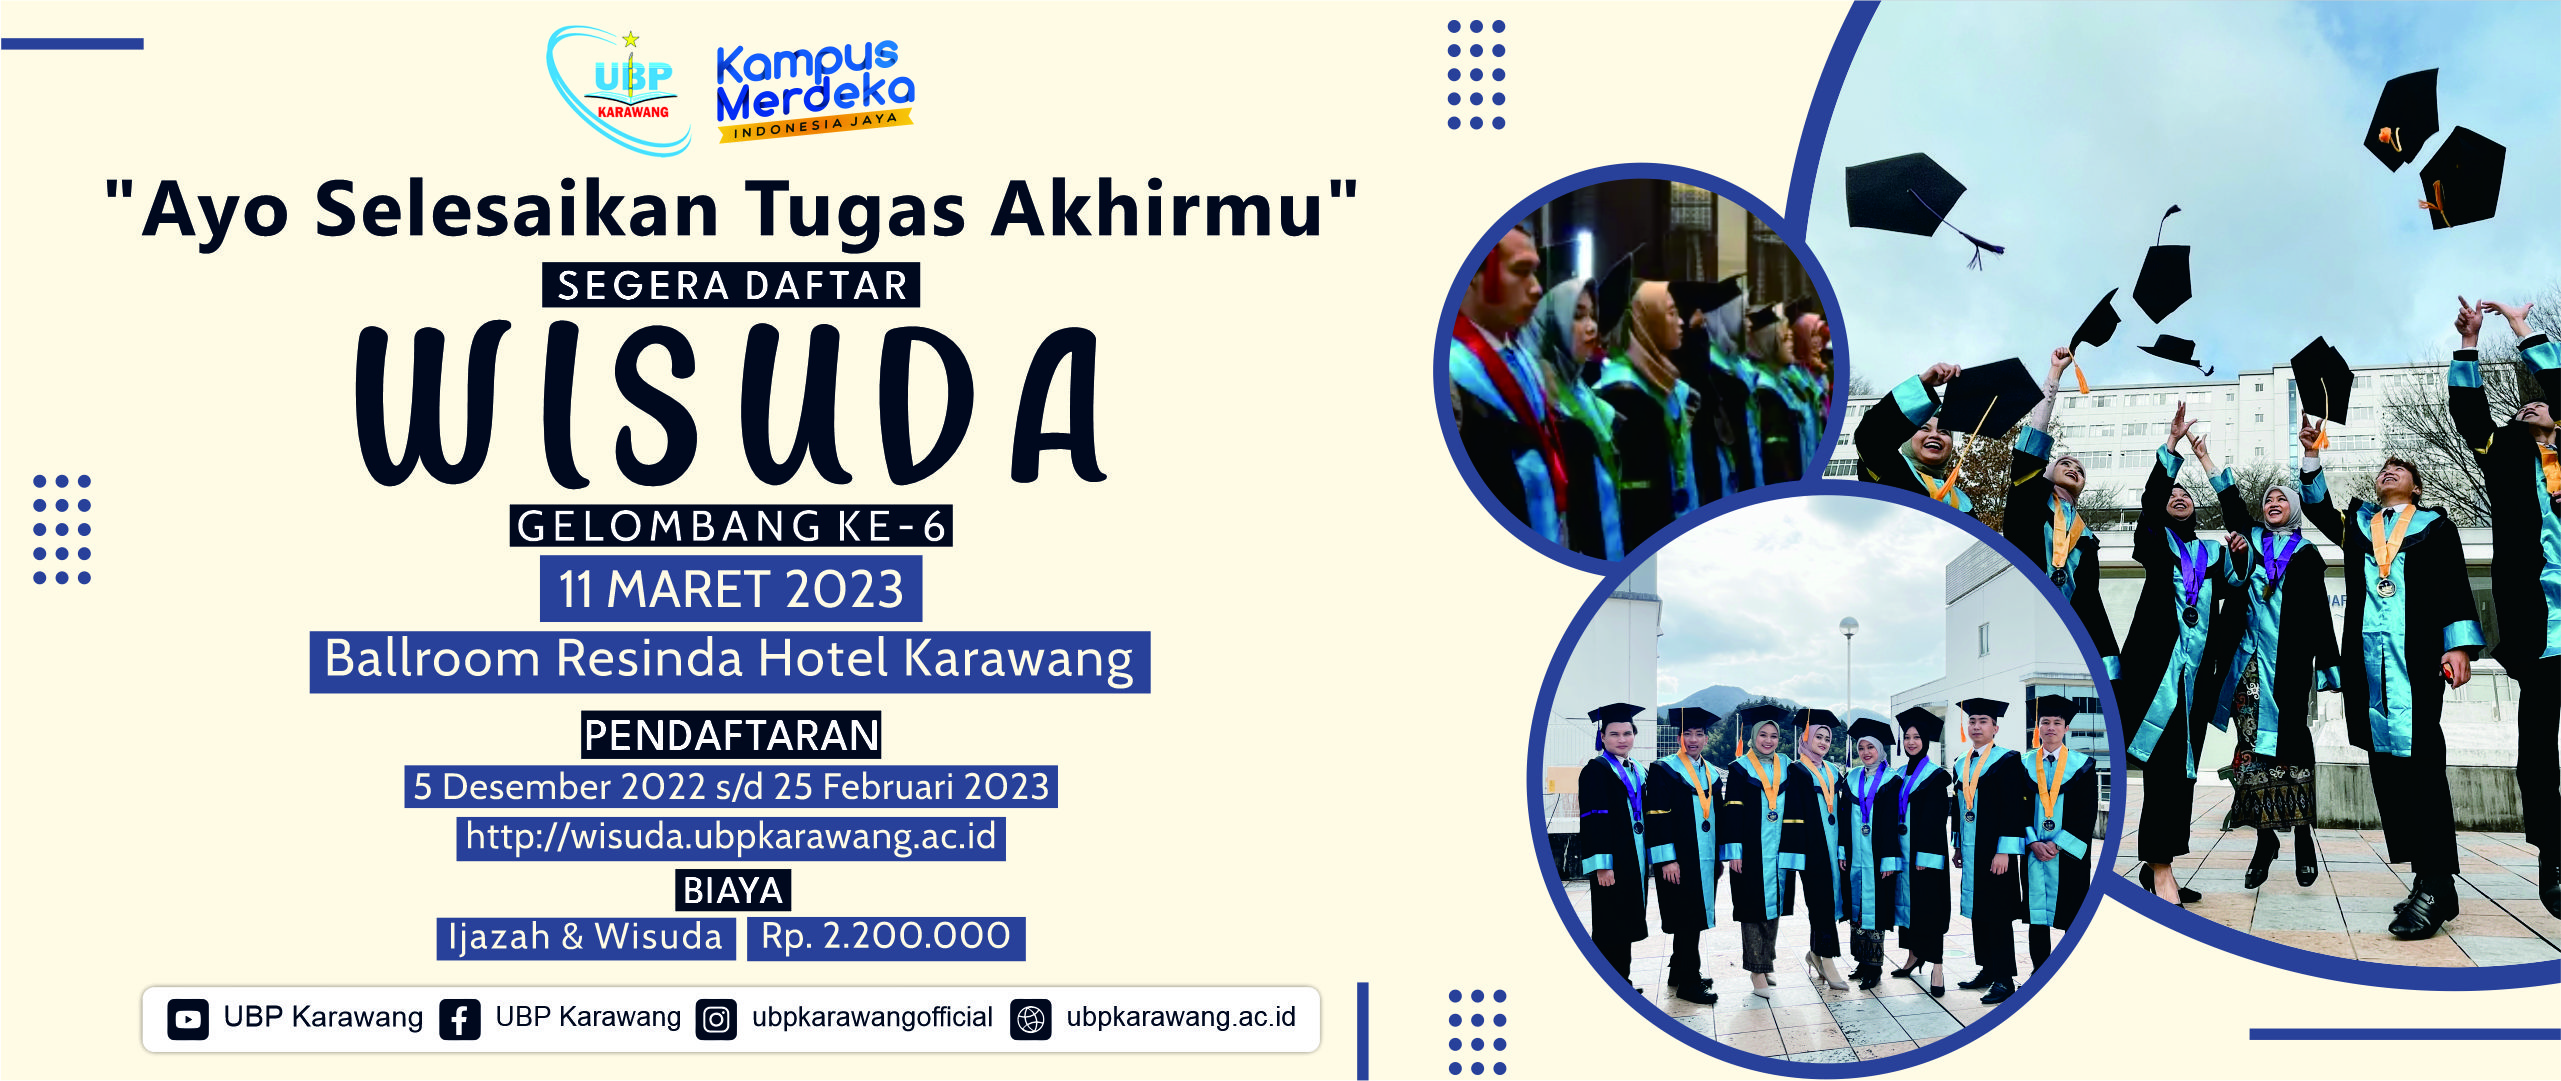 UBP
KARAWANG
Kampus
Merdeka
INDONESIA JAYA
"Ayo Selesaikan Tugas Akhirmu"
SEGERA DAFTAR
WISUDA
GELOMBANG KE-6
11 MARET 2023
Ballroom Resinda Hotel Karawang
PENDAFTARAN
5 Desember 2022 s/d 25 Februari 2023
http://wisuda.ubpkarawang.ac.id
BIAYA
Ijazah & Wisuda Rp. 2.200.000
UBP Karawang UBP Karawang ubpkarawangofficial ubpkarawang.ac.id